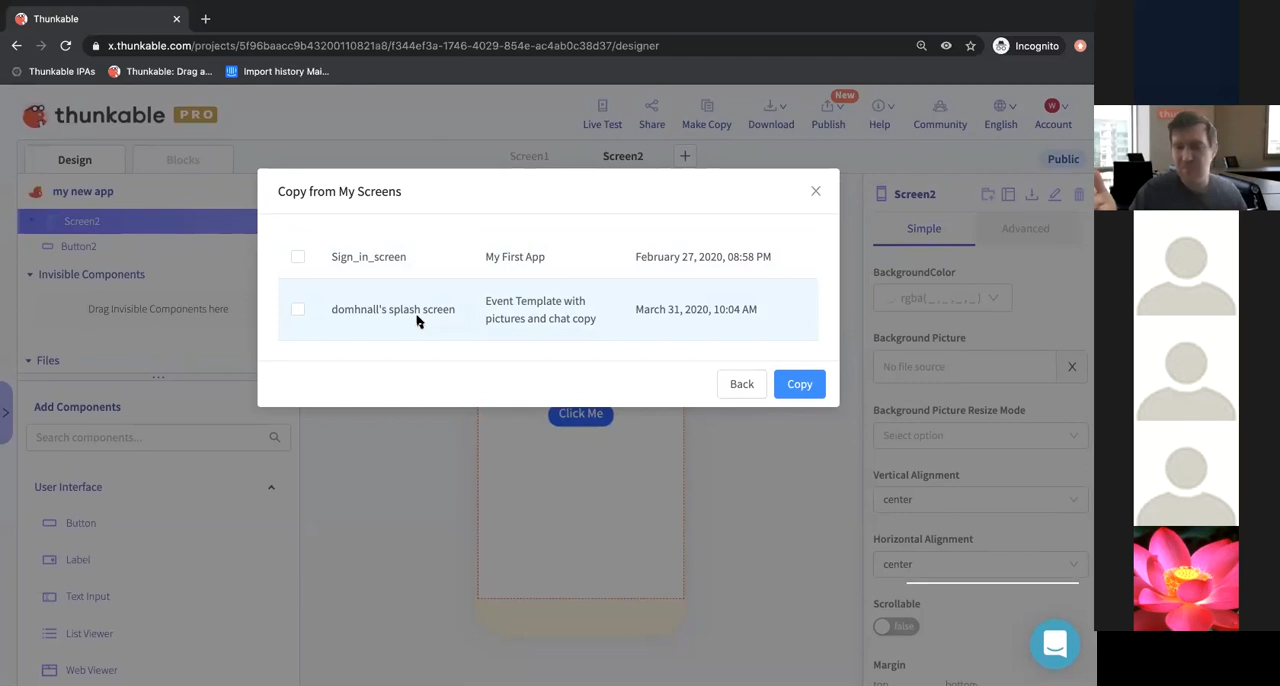 Thunkable
x.thunkable.com/projects/5f96baacc9b43200110821a8/f344ef3a-1746-4029-854e-ac4ab0c38d37/designer
Incognito
Thunkable IPAs
Thunkable: Drag a...
Import history Mai...
thunkable PRO
Live Test
Share
Make Copy
Download
New
Publish
Help
Community
English
W
Account
Design
Blocks
Screen1
Screen2
Public
my new app
Screen2
Button2
Invisible Components
Drag Invisible Components here
Files
Add Components
Search components...
User Interface
Button
Label
Text Input
List Viewer
Web Viewer
Copy from My Screens
Sign_in_screen
My First App
February 27, 2020, 08:58 PM
domhnall's splash screen
Event Template with
pictures and chat copy
March 31, 2020, 10:04 AM
Back
Copy
Click Me
Screen2
Simple
Advanced
BackgroundColor
rgba( _ , _ , _ , _ )
Background Picture
No file source
X
Background Picture Resize Mode
Select option
Vertical Alignment
center
Horizontal Alignment
center
Scrollable
false
Margin